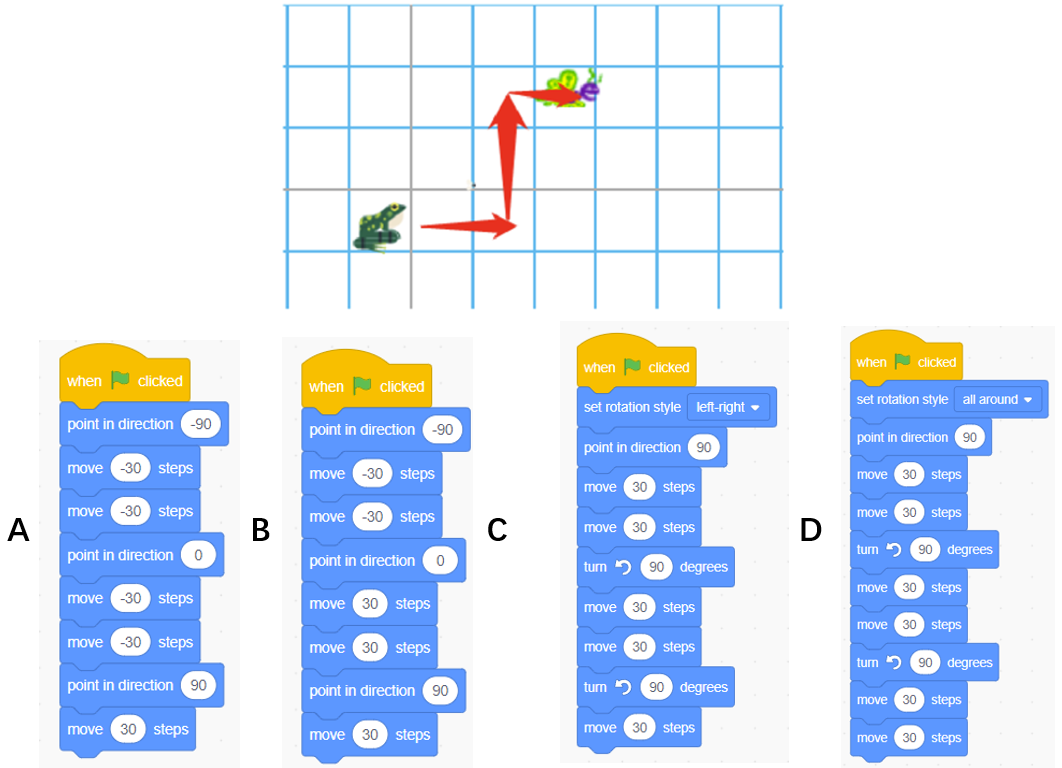 A
when clicked
point in direction -90
move -30 steps
move -30 steps
point in direction 0
move -30 steps
move -30 steps
point in direction 90
move 30 steps
B
when clicked
point in direction -90
move -30 steps
move -30 steps
point in direction 0
move 30 steps
move 30 steps
point in direction 90
move 30 steps
C
when clicked
set rotation style left-right
point in direction 90
move 30 steps
move 30 steps
turn 90 degrees
move 30 steps
move 30 steps
turn 90 degrees
move 30 steps
D
when clicked
set rotation style all around
point in direction 90
move 30 steps
move 30 steps
turn 90 degrees
move 30 steps
move 30 steps
turn 90 degrees
move 30 steps
move 30 steps